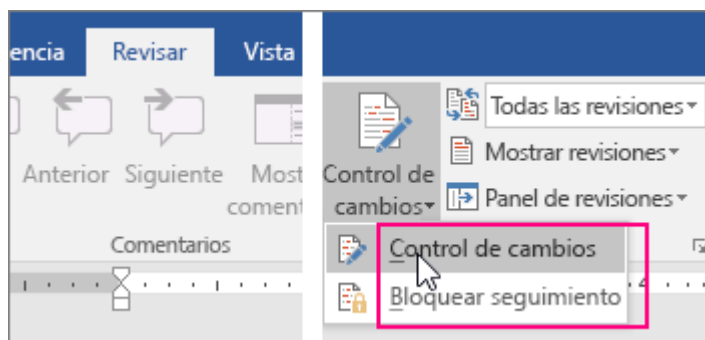 encia Revisar Vista
Anterior Siguiente Most
coment
Comentarios
Control de
cambios
Todas las revisiones
Mostrar revisiones
Panel de revisiones
Control de cambios
Bloquear seguimiento